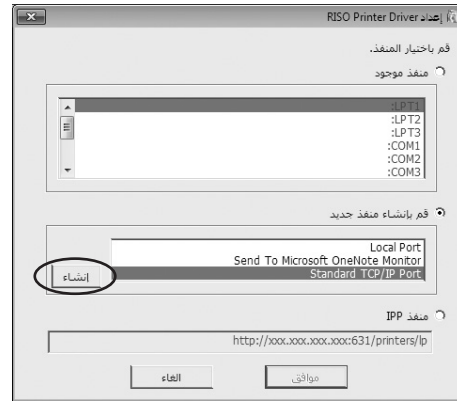 إعداد RISO Printer Driver
قم باختيار المنفذ.
منفذ موجود
LPT1:
LPT2:
LPT3:
COM1:
COM2:
COM3:
قم بإنشاء منفذ جديد
Local Port
Send To Microsoft OneNote Monitor
Standard TCP/IP Port
إنشاء
منفذ IPP
http://xxx.xxx.xxx.xxx:631/printers/lp
موافق
الغاء